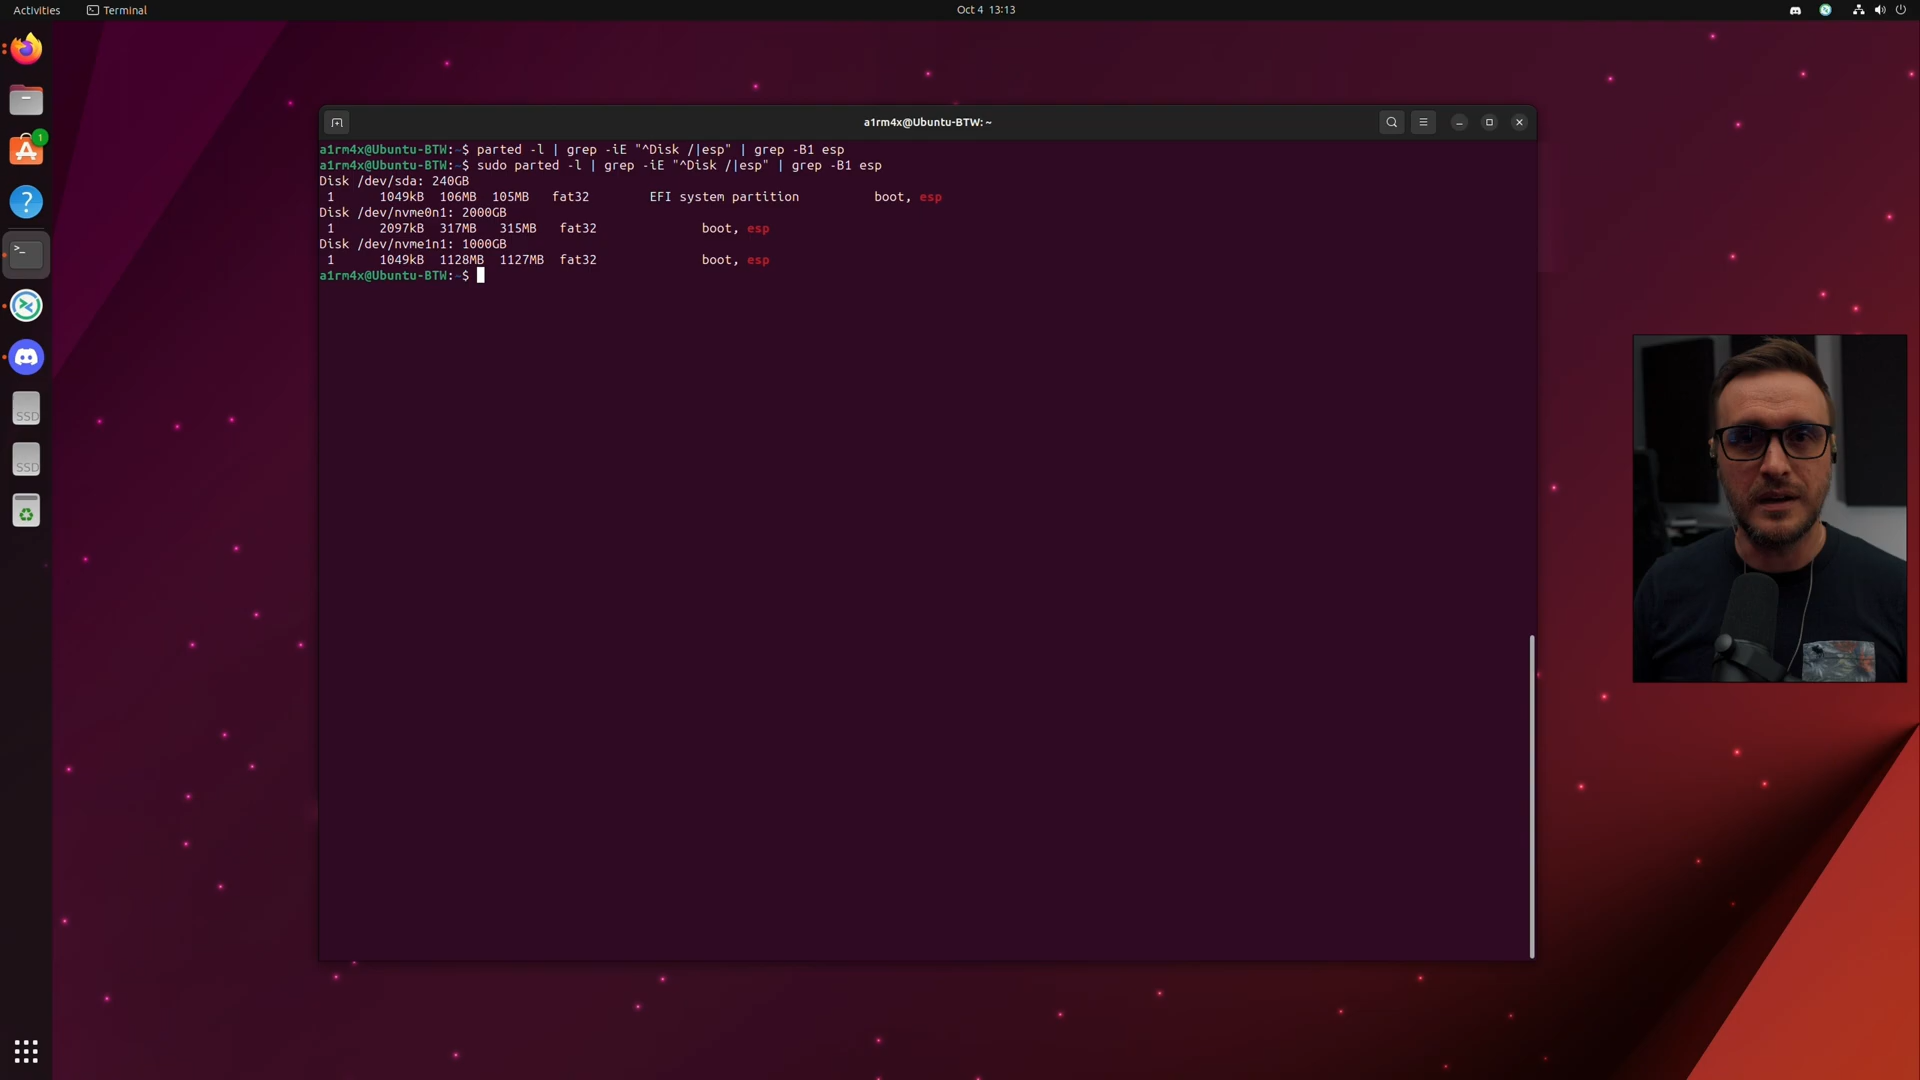 Activities
Terminal
Oct 4 13:13
1
a1rm4x@Ubuntu-BTW: ~
a1rm4x@Ubuntu-BTW:~$ parted -l | grep -iE "^Disk /|esp" | grep -B1 esp
a1rm4x@Ubuntu-BTW:~$ sudo parted -l | grep -iE "^Disk /|esp" | grep -B1 esp
Disk /dev/sda: 240GB
1 1049kB 106MB 105MB fat32 EFI system partition boot, esp
Disk /dev/nvme0n1: 2000GB
1 2097kB 317MB 315MB fat32 boot, esp
Disk /dev/nvme1n1: 1000GB
1 1049kB 1128MB 1127MB fat32 boot, esp
a1rm4x@Ubuntu-BTW:~$
SSD
SSD